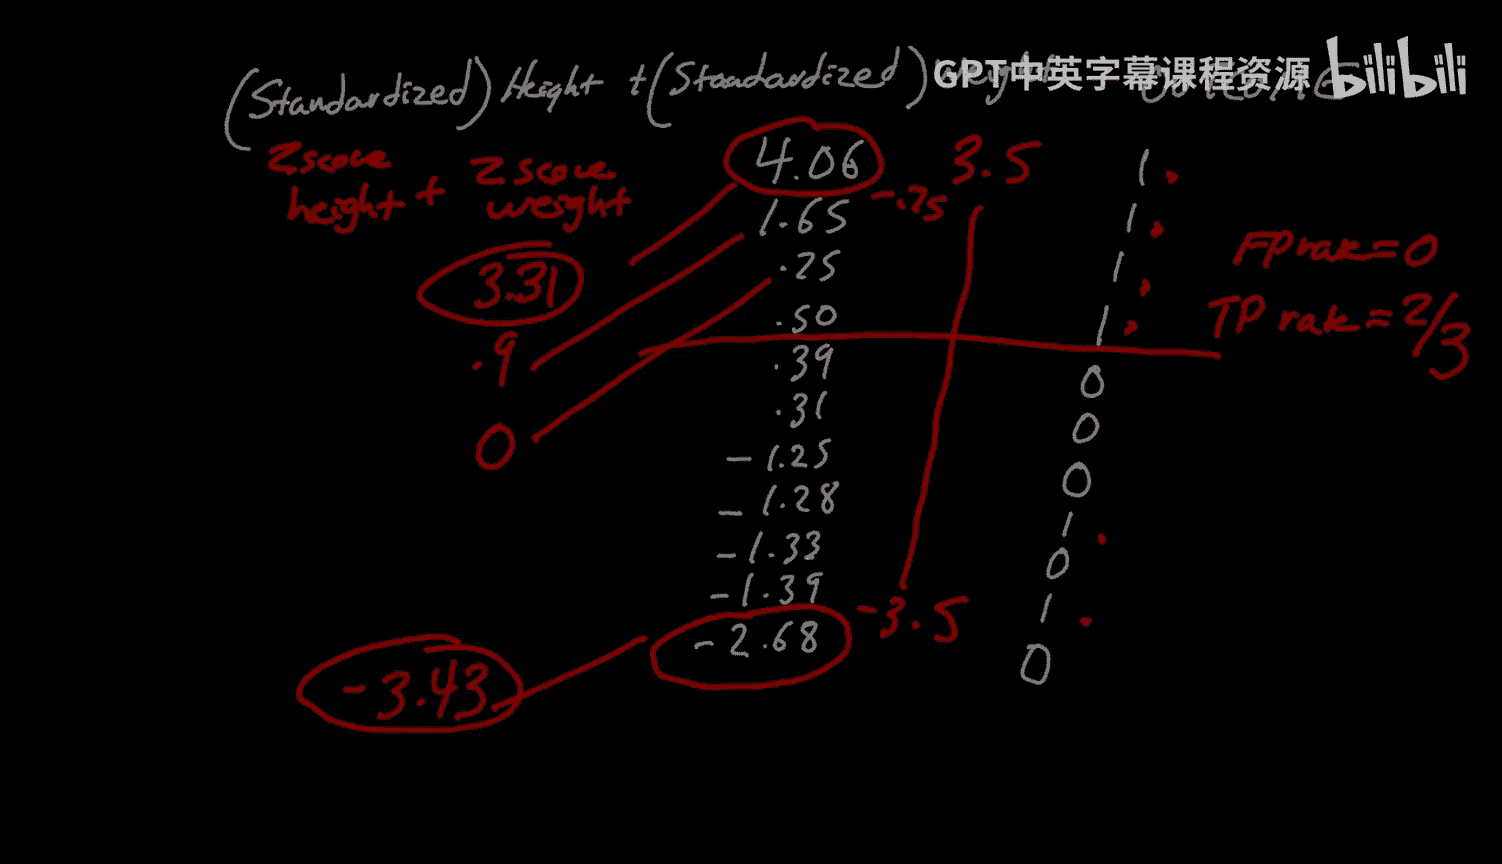 (Standardized) Height + (Standardized)
GPT中英字幕课程资源 bilibili
Z score height + Z score weight
4.06 3.5 1
1.65 -.75 1
.25 1
.50 1
.39 0
.31 0
-1.25 0
-1.28 1
-1.33 0
-1.39 1
-2.68 -3.5 0
3.31
.9
0
-3.43
FP rate = 0
TP rate = 2/3